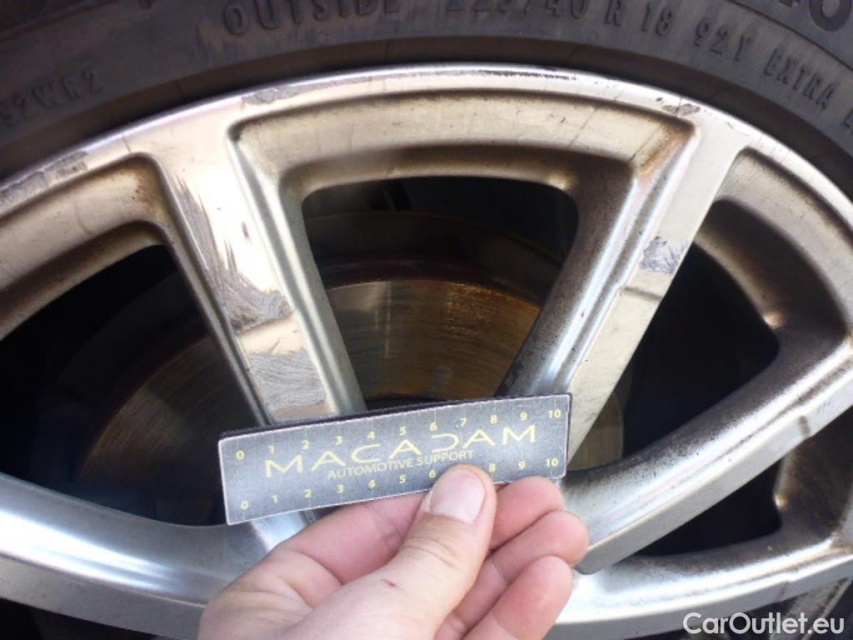 OUTSIDE 225/40 R 18 92Y EXTRA
0 1 2 3 4 5 6 7 8 9 10
MACADAM
AUTOMOTIVE SUPPORT
0 1 2 3 4 5 6 8 9 10
CarOutlet.eu